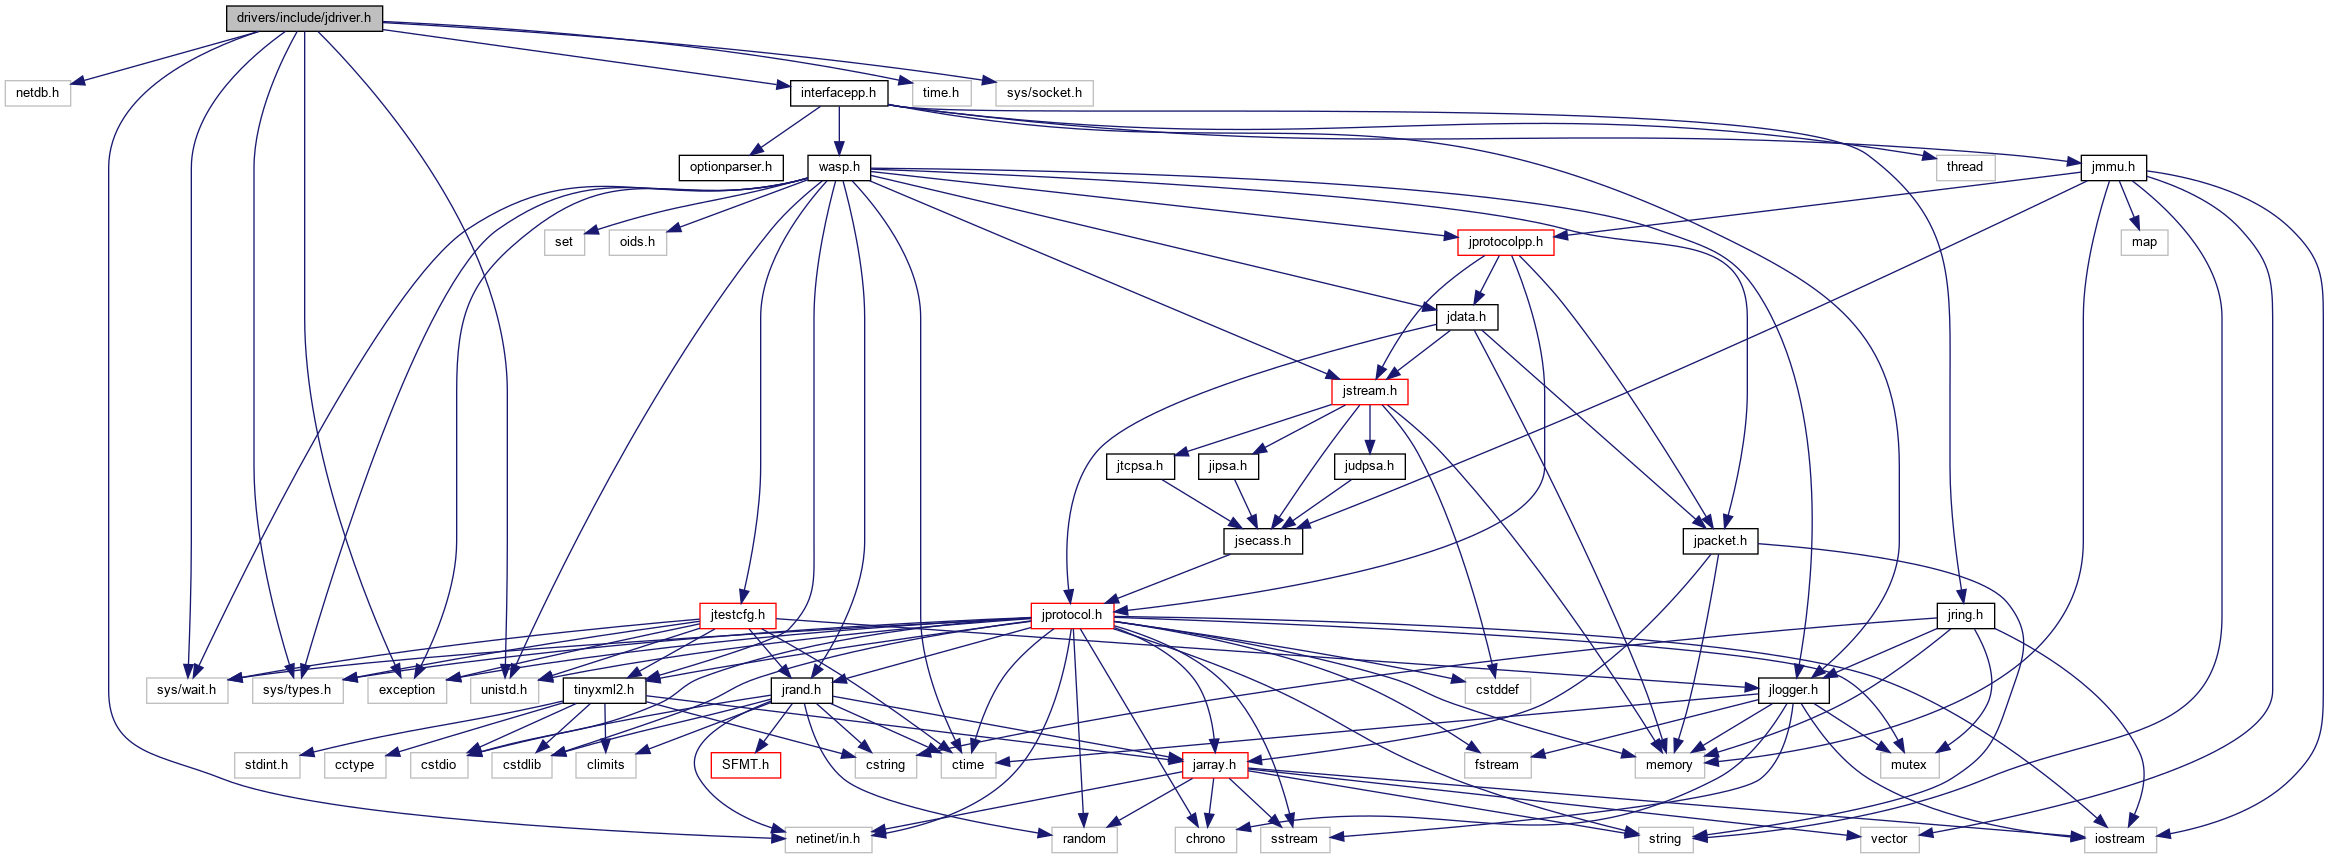 drivers/include/jdriver.h
netdb.h
interfacepp.h
time.h
sys/socket.h
optionparser.h
wasp.h
thread
jmmu.h
set
oids.h
jprotocolpp.h
map
jdata.h
jstream.h
jtcpsa.h
jipsa.h
judpsa.h
jsecass.h
jpacket.h
jtestcfg.h
jprotocol.h
jring.h
sys/wait.h
sys/types.h
exception
unistd.h
tinyxml2.h
jrand.h
cstddef
jlogger.h
stdint.h
cctype
cstdio
cstdlib
climits
SFMT.h
cstring
ctime
jarray.h
fstream
memory
mutex
netinet/in.h
random
chrono
sstream
string
vector
iostream